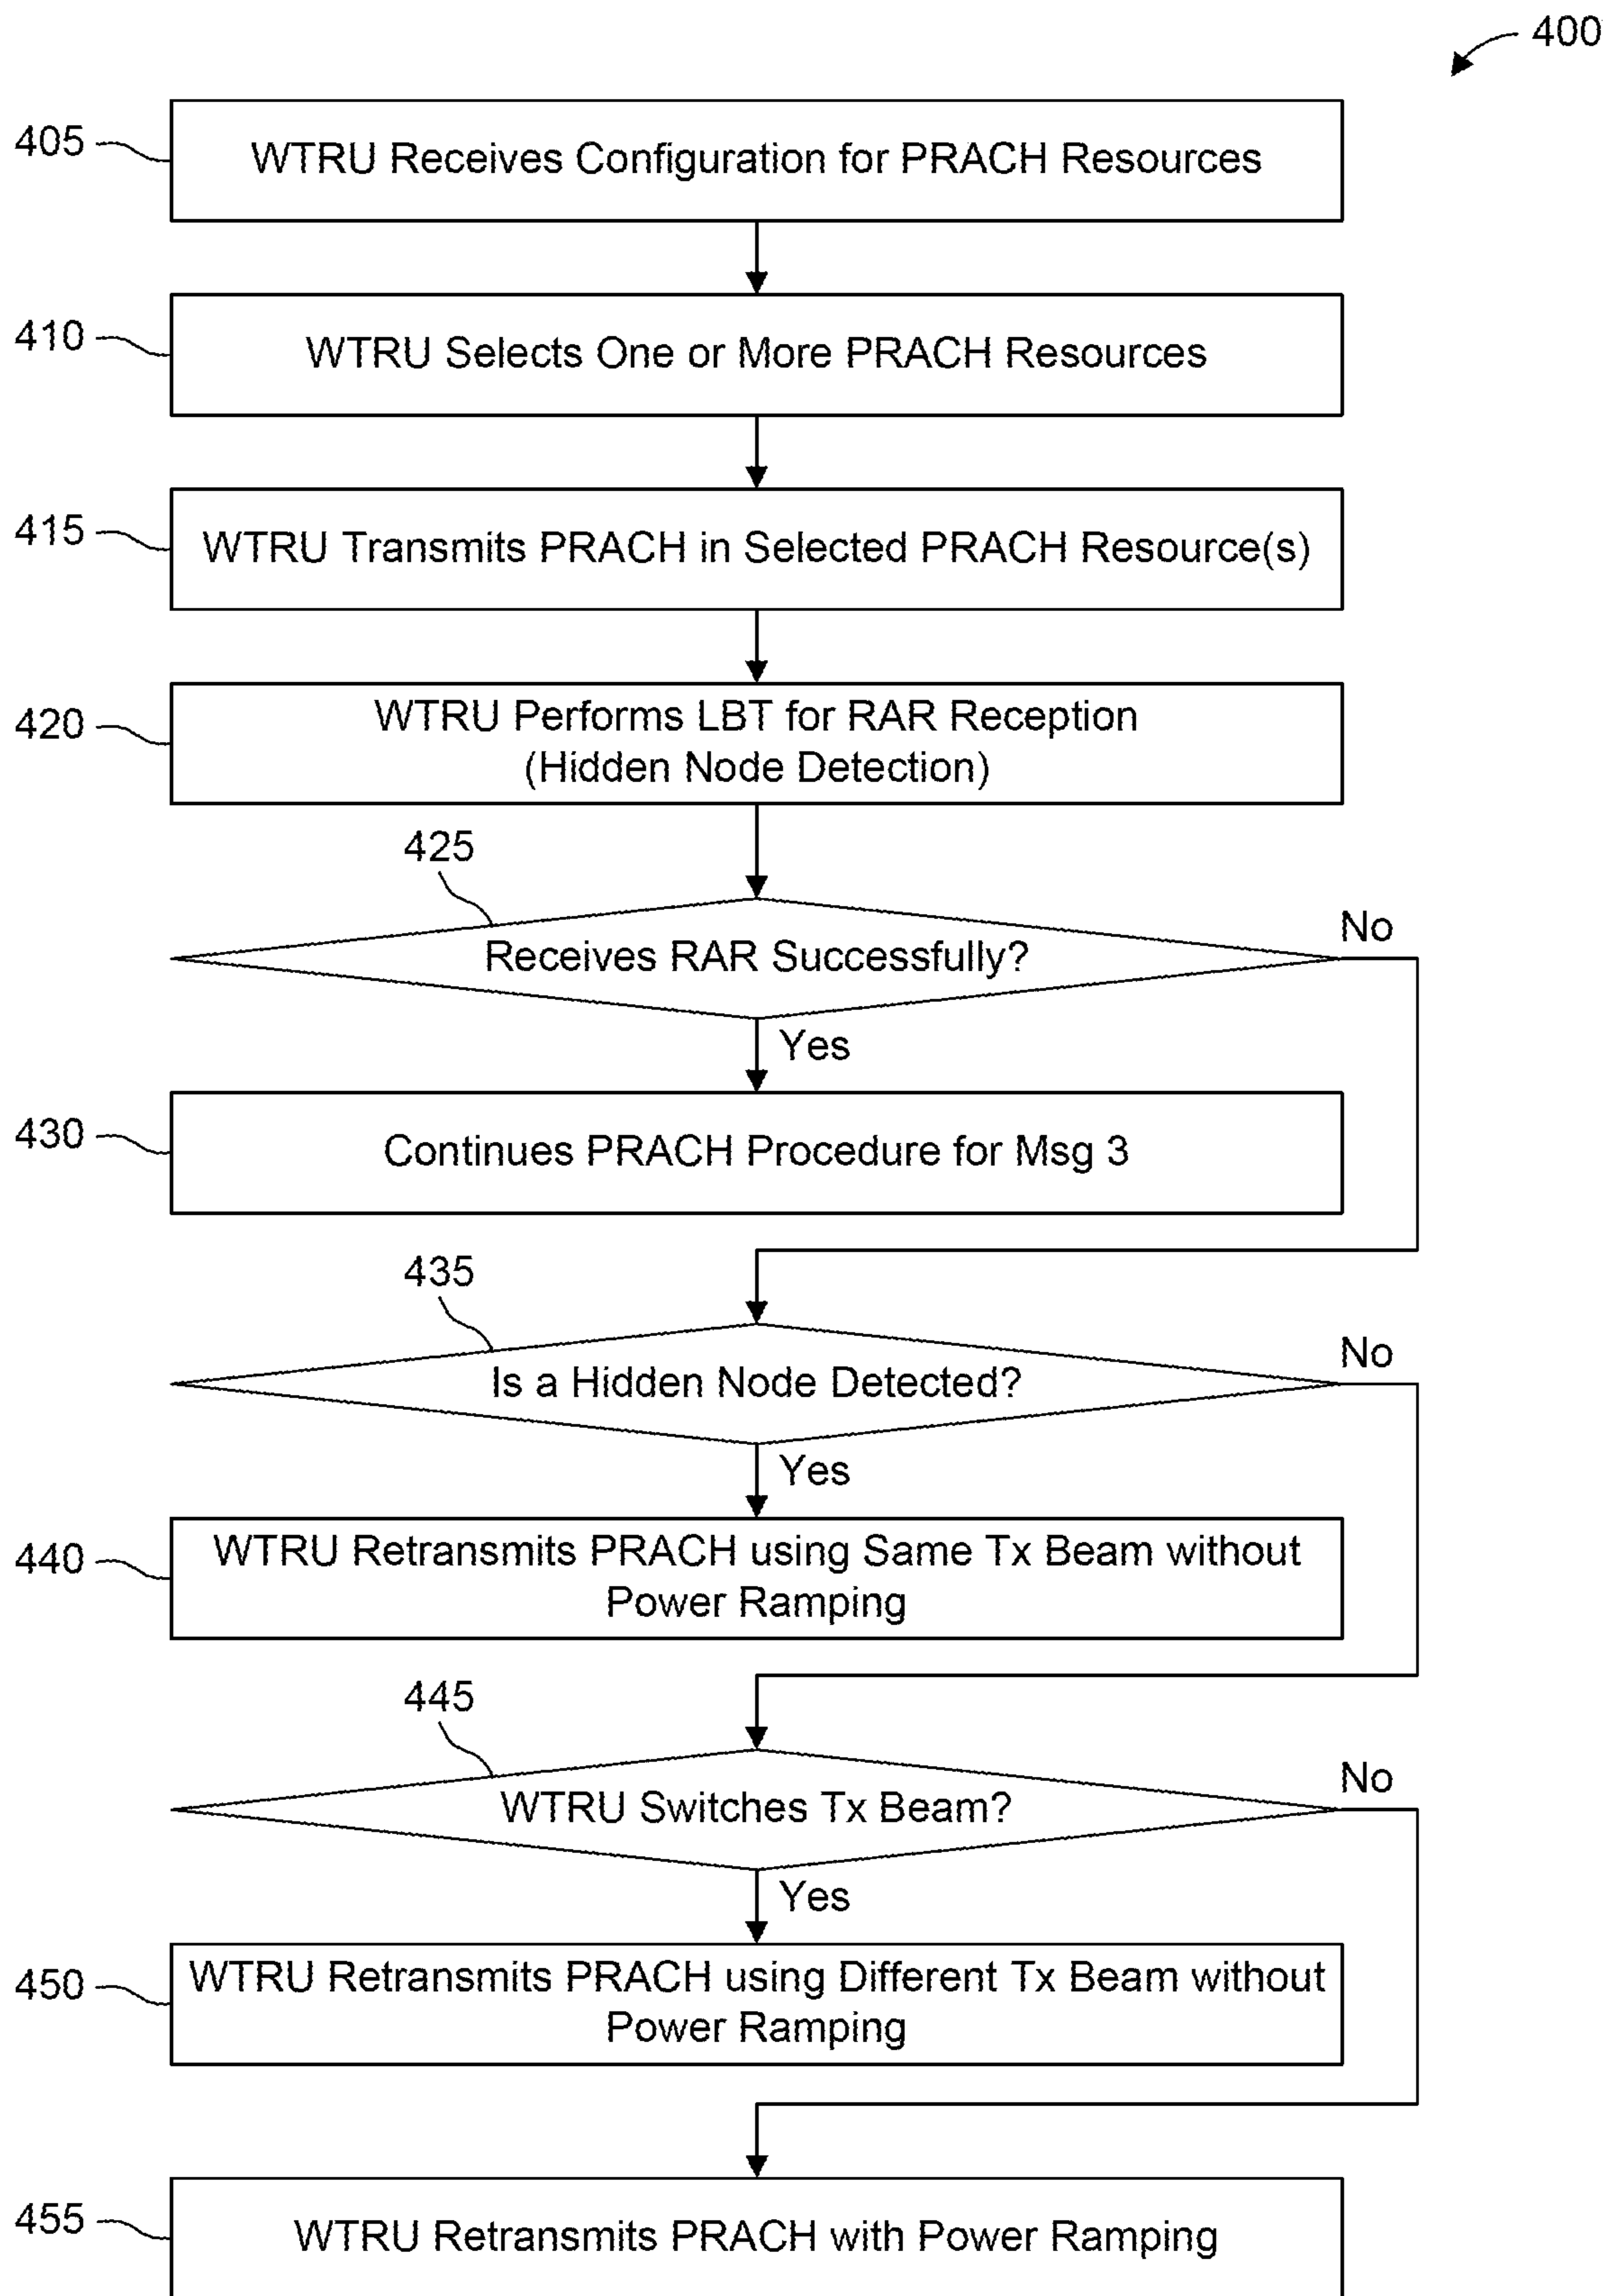 400
405
WTRU Receives Configuration for PRACH Resources
410
WTRU Selects One or More PRACH Resources
415
WTRU Transmits PRACH in Selected PRACH Resource(s)
420
WTRU Performs LBT for RAR Reception
(Hidden Node Detection)
425
Receives RAR Successfully?
No
Yes
430
Continues PRACH Procedure for Msg 3
435
Is a Hidden Node Detected?
No
Yes
440
WTRU Retransmits PRACH using Same Tx Beam without
Power Ramping
445
WTRU Switches Tx Beam?
No
Yes
450
WTRU Retransmits PRACH using Different Tx Beam without
Power Ramping
455
WTRU Retransmits PRACH with Power Ramping